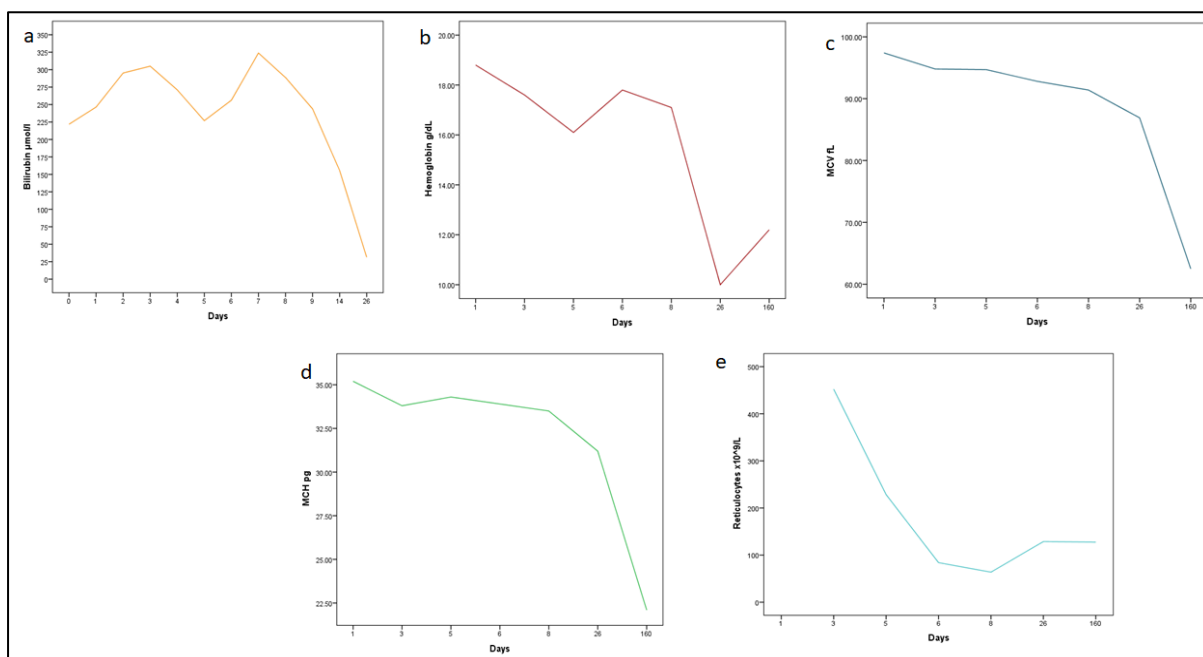 a
Bilirubin µmol/l
350
325
300
275
250
225
200
175
150
125
100
75
50
25
0
0 1 2 3 4 5 6 7 8 9 14 26
Days
b
Hemoglobin g/dL
20.00
18.00
16.00
14.00
12.00
10.00
1 3 5 6 8 26 160
Days
c
MCV fL
100.00
90.00
80.00
70.00
60.00
1 3 5 6 8 26 160
Days
d
MCH pg
35.00
32.50
30.00
27.50
25.00
22.50
1 3 5 6 8 26 160
Days
e
Reticulocytes x10^9/L
500
400
300
200
100
0
1 3 5 6 8 26 160
Days